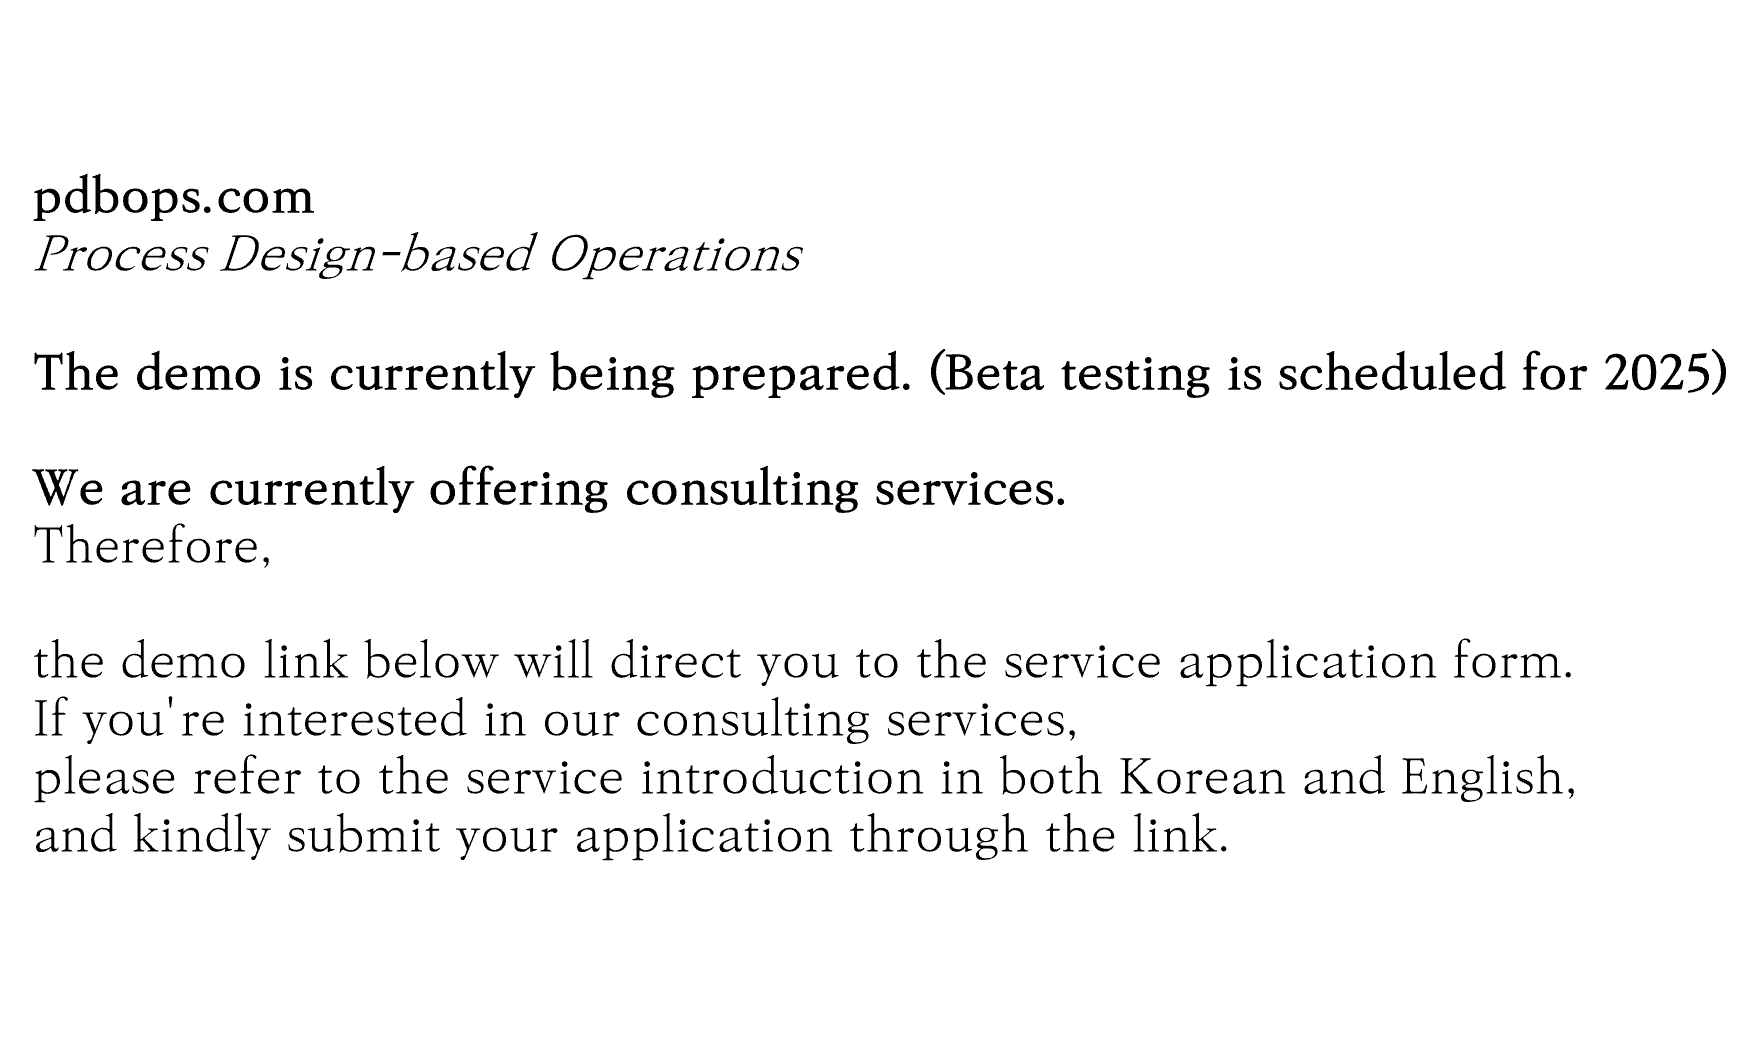 pdbops.com
Process Design-based Operations
The demo is currently being prepared. (Beta testing is scheduled for 2025)
We are currently offering consulting services.
Therefore,
the demo link below will direct you to the service application form.
If you're interested in our consulting services,
please refer to the service introduction in both Korean and English,
and kindly submit your application through the link.